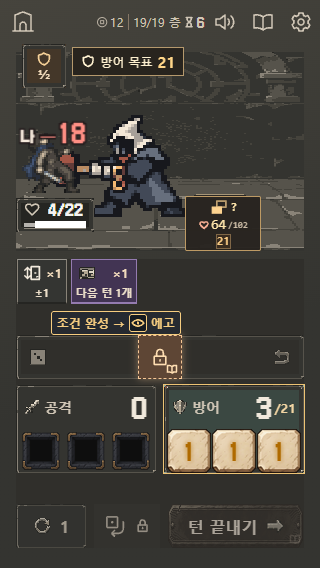 12 19/19 층 6
½
방어 목표 21
나 -18
4/22
?
64 /102
21
×1
±1
×1
다음 턴 1개
조건 완성 → 예고
공격 0
방어 3/21
1 1 1
1
턴 끝내기